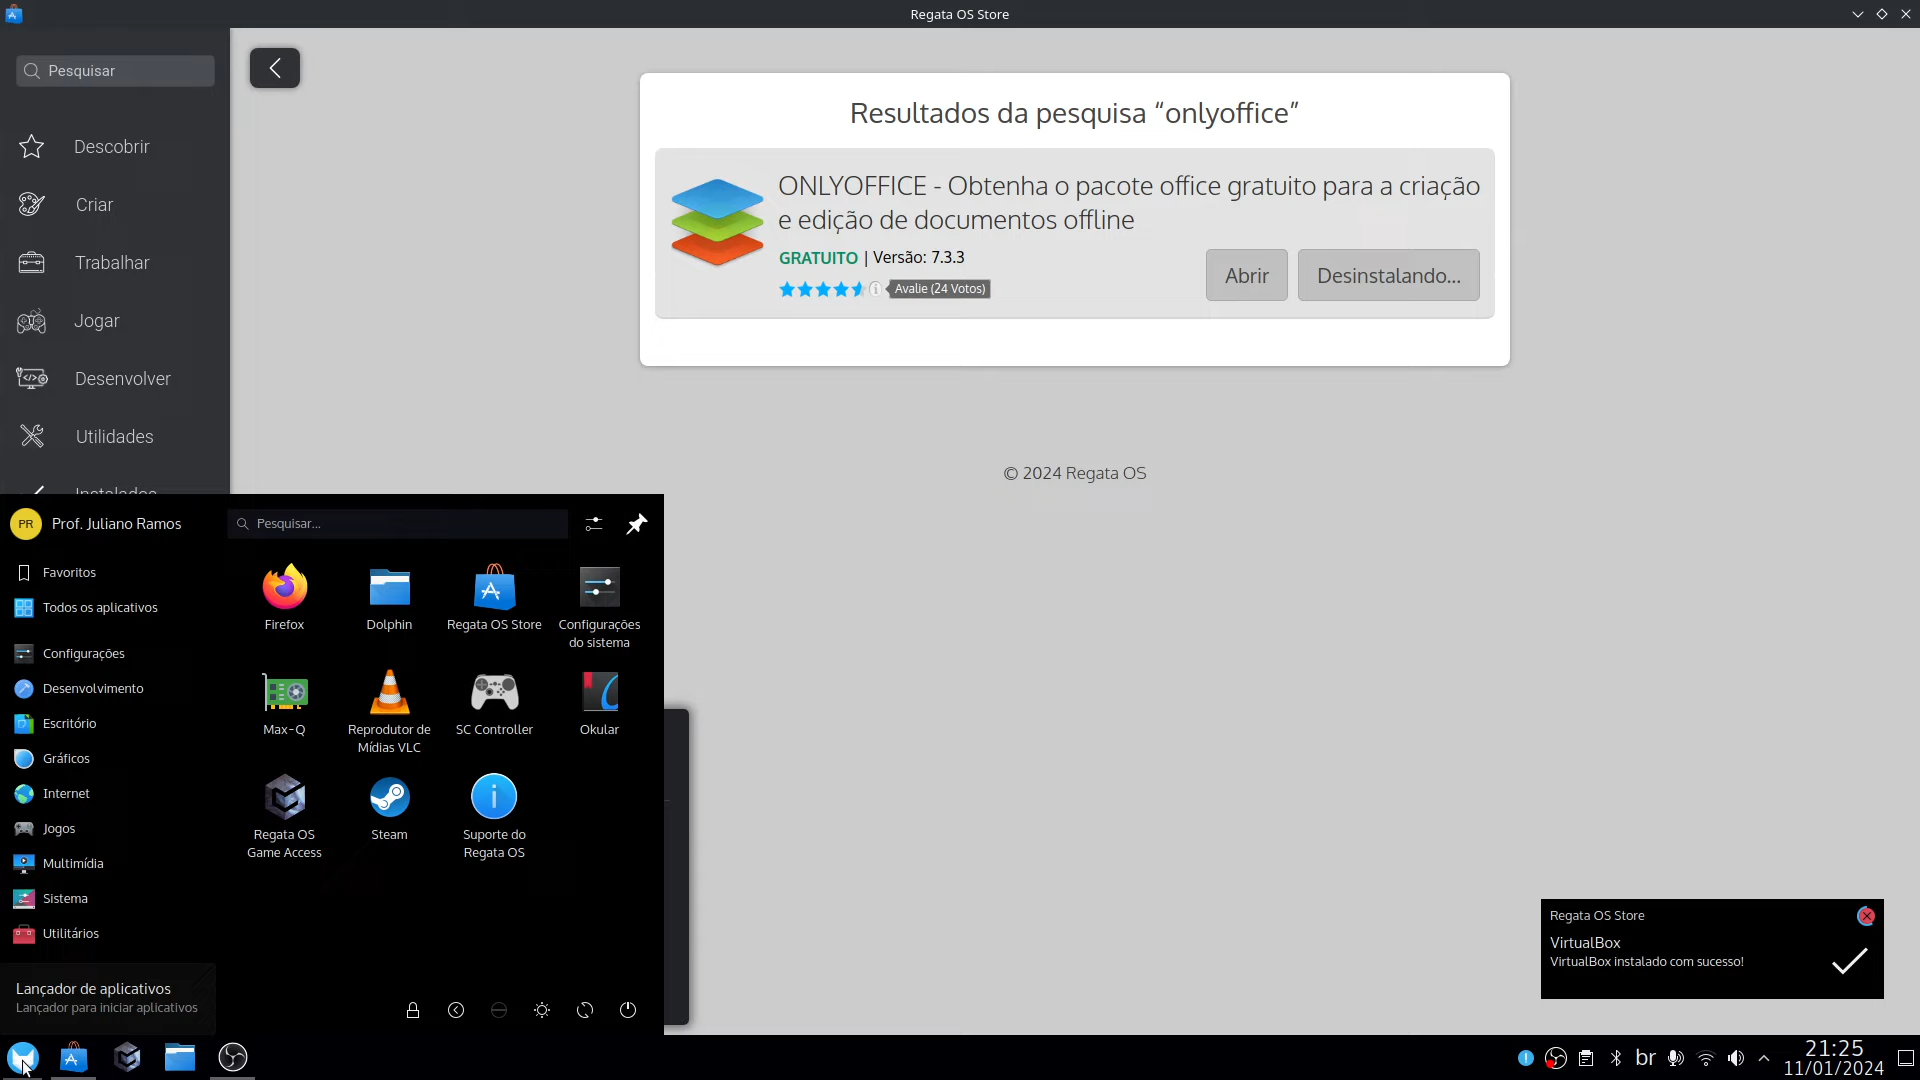 Regata OS Store
Pesquisar
Descobrir
Criar
Trabalhar
Jogar
Desenvolver
Utilidades
Instalados
Resultados da pesquisa “onlyoffice”
ONLYOFFICE - Obtenha o pacote office gratuito para a criação
e edição de documentos offline
GRATUITO | Versão: 7.3.3
Avalie (24 Votos)
Abrir
Desinstalando...
© 2024 Regata OS
PR
Prof. Juliano Ramos
Pesquisar...
Favoritos
Todos os aplicativos
Configurações
Desenvolvimento
Escritório
Gráficos
Internet
Jogos
Multimídia
Sistema
Utilitários
Firefox
Dolphin
Regata OS Store
Configurações
do sistema
Max-Q
Reprodutor de
Mídias VLC
SC Controller
Okular
Regata OS
Game Access
Steam
Suporte do
Regata OS
Lançador de aplicativos
Lançador para iniciar aplicativos
Regata OS Store
VirtualBox
VirtualBox instalado com sucesso!
br
21:25
11/01/2024